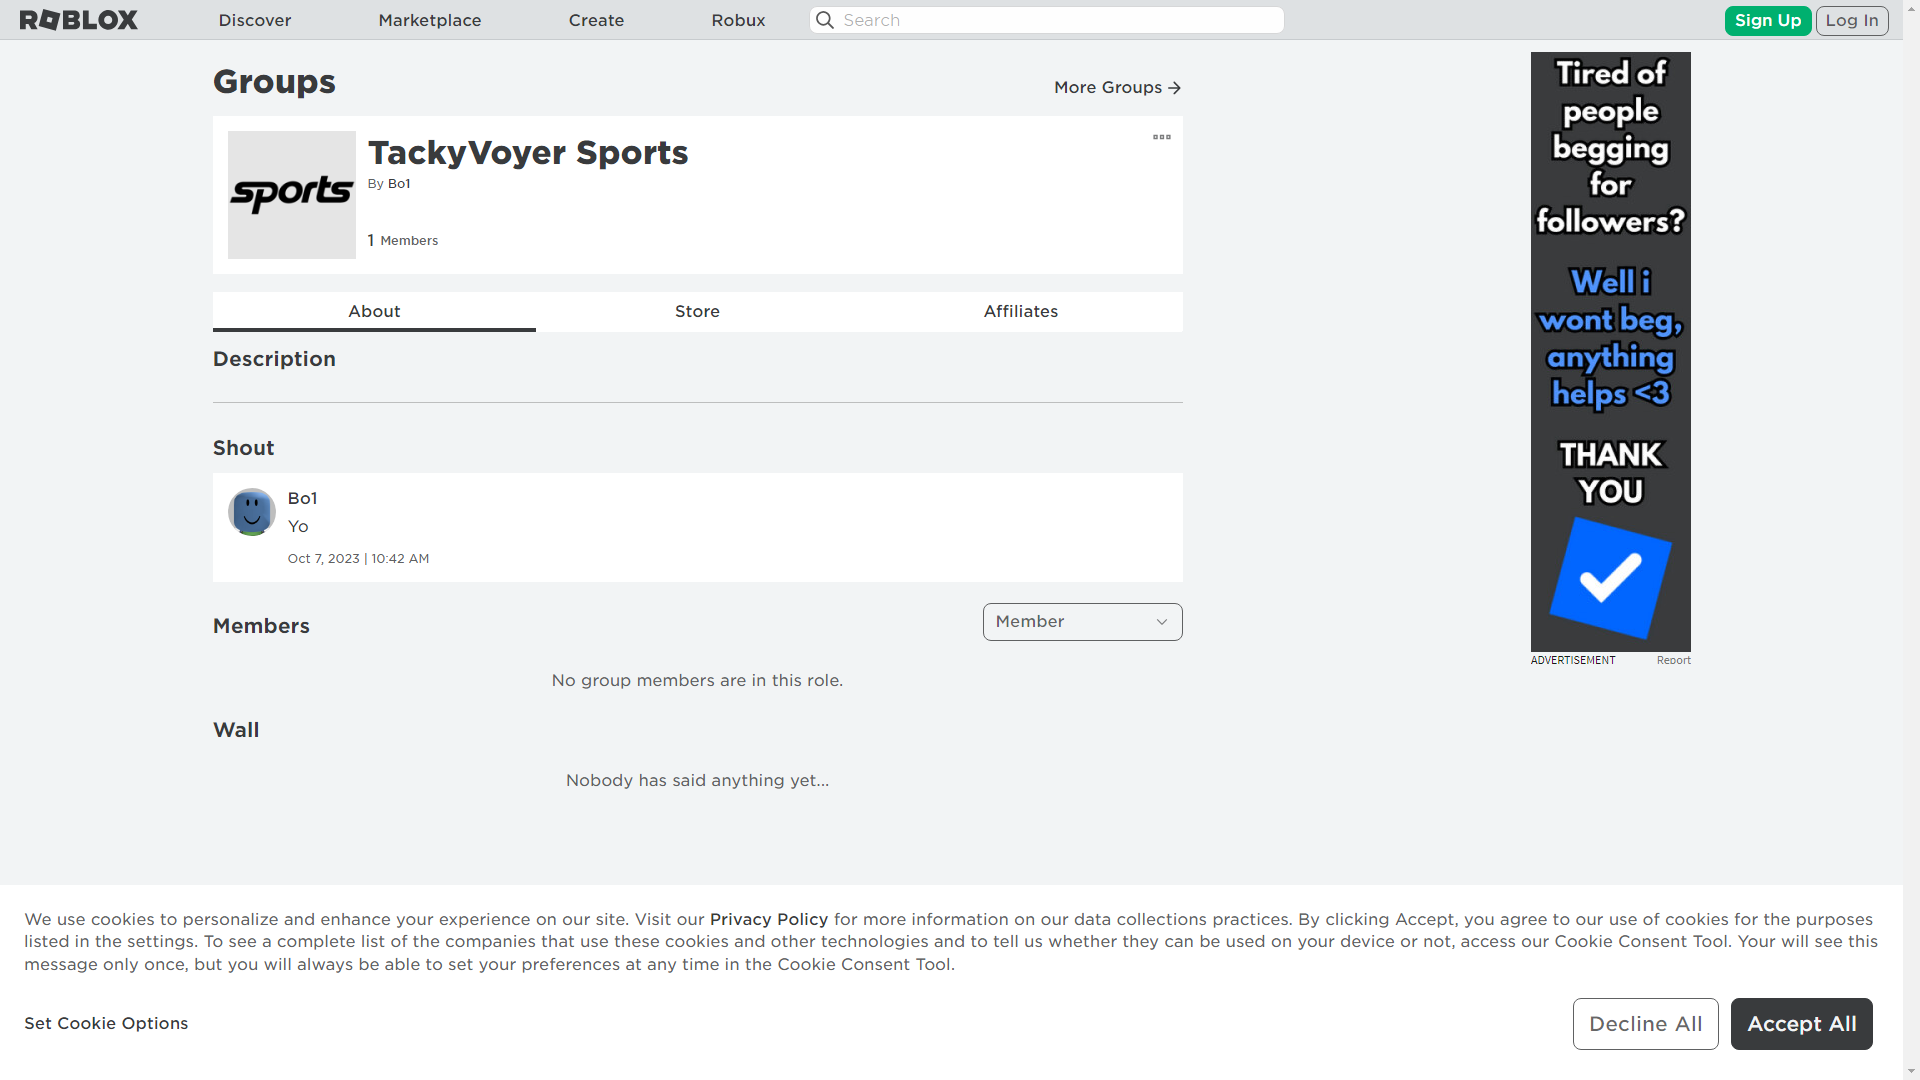 ROBLOX Discover Marketplace Create Robux Search Sign Up Log In
Groups
More Groups
sports
TackyVoyer Sports
By Bo1
1 Members
About Store Affiliates
Description
Shout
Bo1
Yo
Oct 7, 2023 | 10:42 AM
Members
Member
No group members are in this role.
Wall
Nobody has said anything yet...
Tired of
people
begging
for
followers?
Well i
wont beg,
anything
helps <3
THANK
YOU
ADVERTISEMENT Report
We use cookies to personalize and enhance your experience on our site. Visit our Privacy Policy for more information on our data collections practices. By clicking Accept, you agree to our use of cookies for the purposes
listed in the settings. To see a complete list of the companies that use these cookies and other technologies and to tell us whether they can be used on your device or not, access our Cookie Consent Tool. Your will see this
message only once, but you will always be able to set your preferences at any time in the Cookie Consent Tool.
Set Cookie Options
Decline All
Accept All